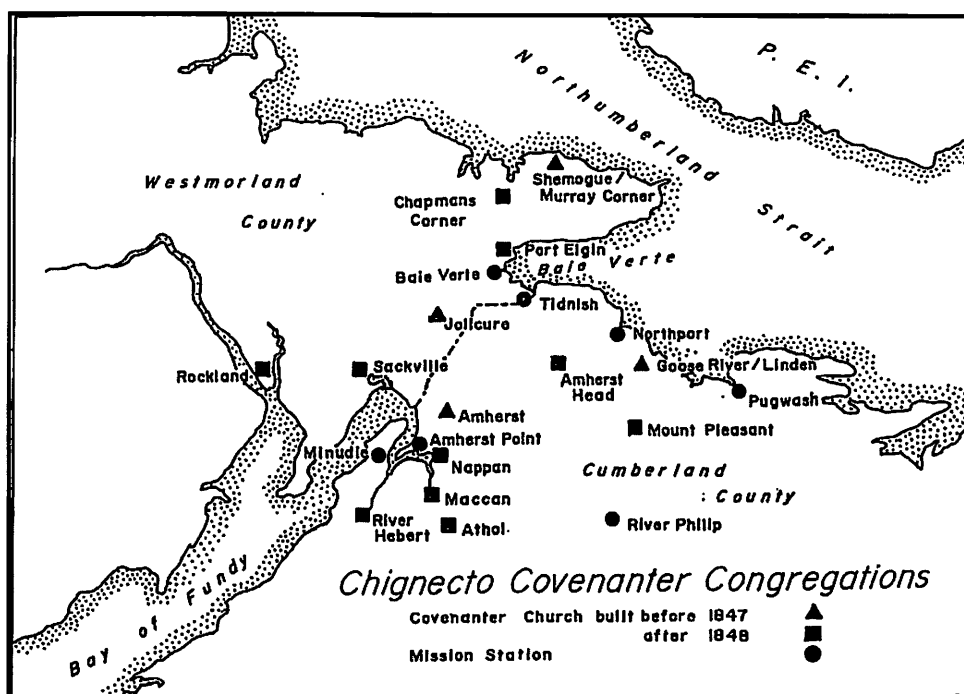 P. E. I.
Northumberland
Strait
Westmorland
County
Shemogue/
Murray Corner
Chapmans
Corner
Port Elgin
Baie Verte
Baie Verte
Tidnish
Jolicure
Northport
Rockland
Sackville
Amherst
Head
Goose River/Linden
Pugwash
Amherst
Amherst Point
Mount Pleasant
Minudie
Nappan
Cumberland
County
Maccan
River
Hebert
Athol
River Philip
Bay of Fundy
Chignecto Covenanter Congregations
Covenanter Church built before 1847
after 1848
Mission Station